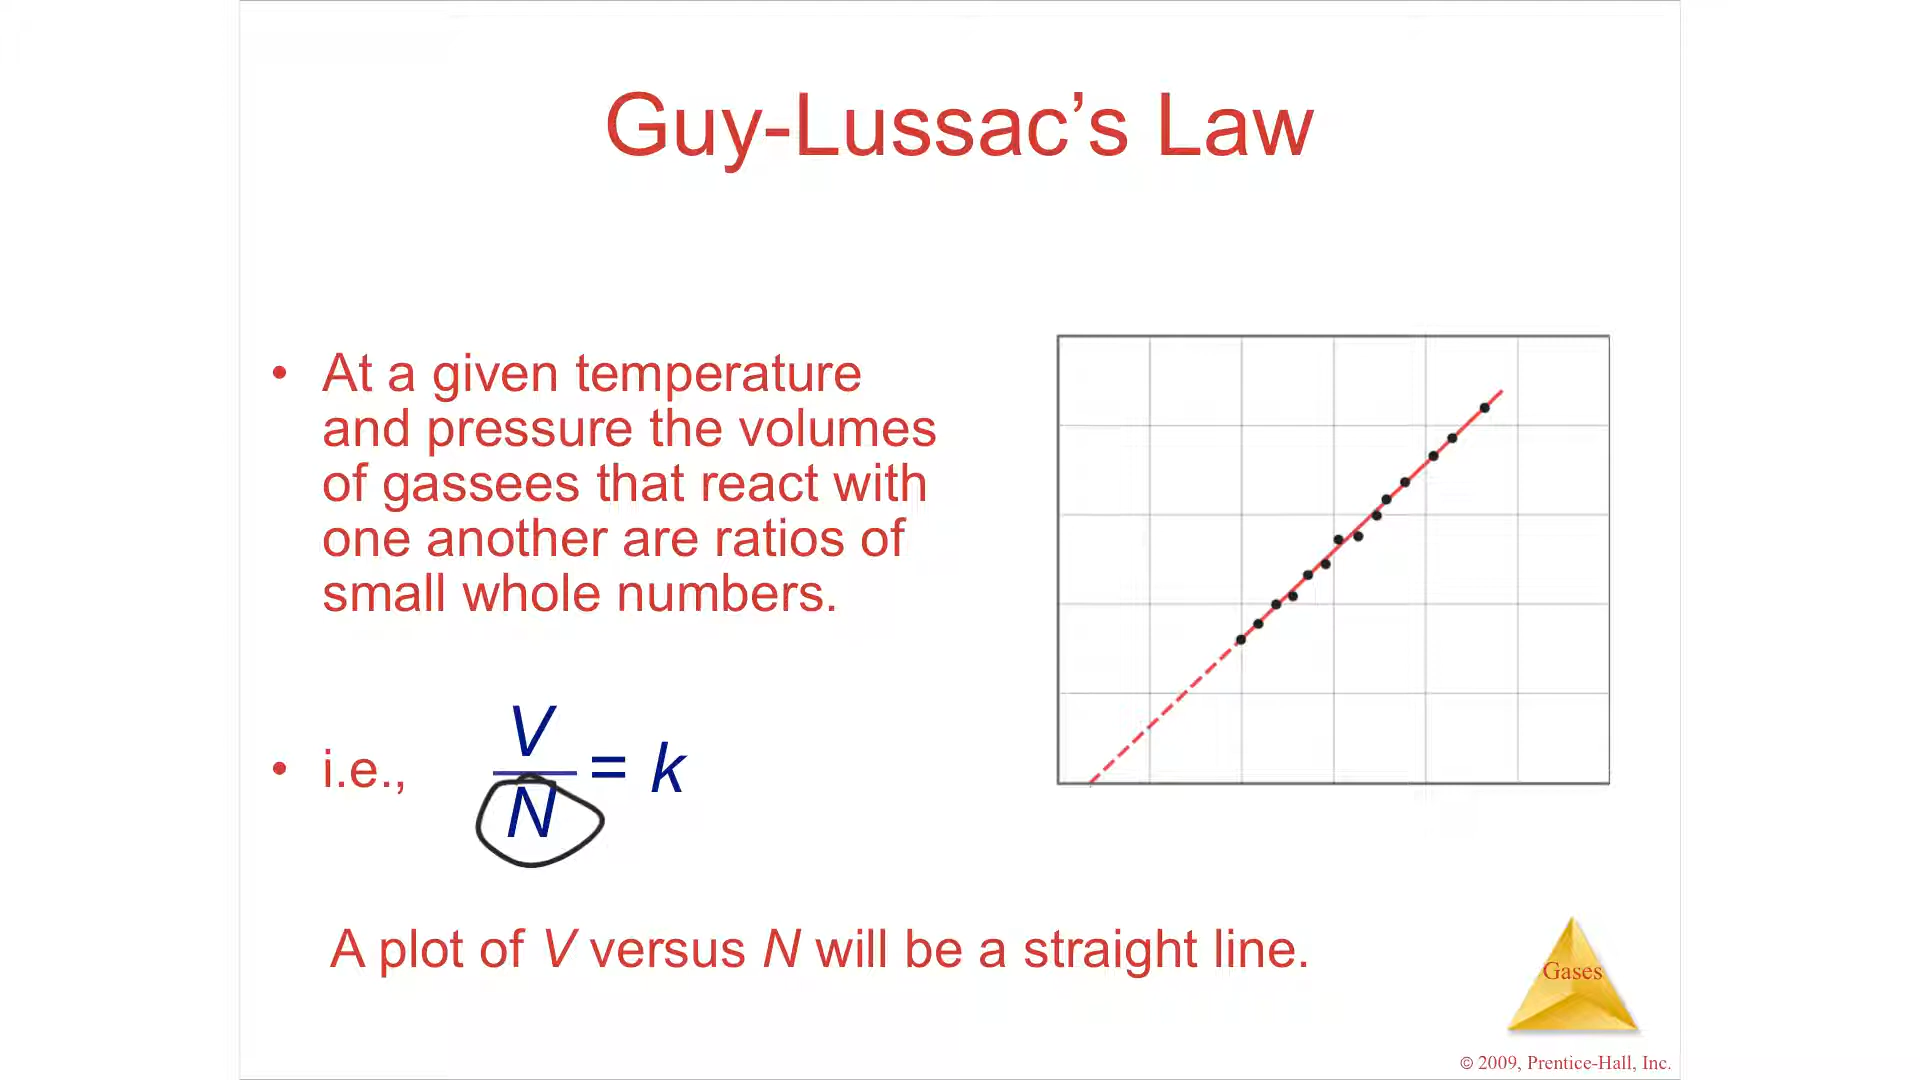 Guy-Lussac’s Law
• At a given temperature
and pressure the volumes
of gassees that react with
one another are ratios of
small whole numbers.
• i.e.,
V
N
= k
A plot of V versus N will be a straight line.
Gases
© 2009, Prentice-Hall, Inc.